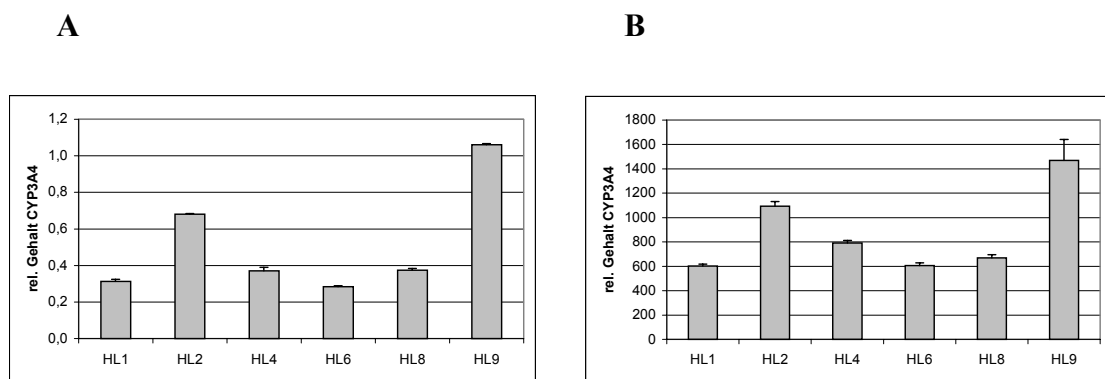 A
B
rel. Gehalt CYP3A4
1,2
1,0
0,8
0,6
0,4
0,2
0,0
HL1 HL2 HL4 HL6 HL8 HL9
rel. Gehalt CYP3A4
1800
1600
1400
1200
1000
800
600
400
200
0
HL1 HL2 HL4 HL6 HL8 HL9